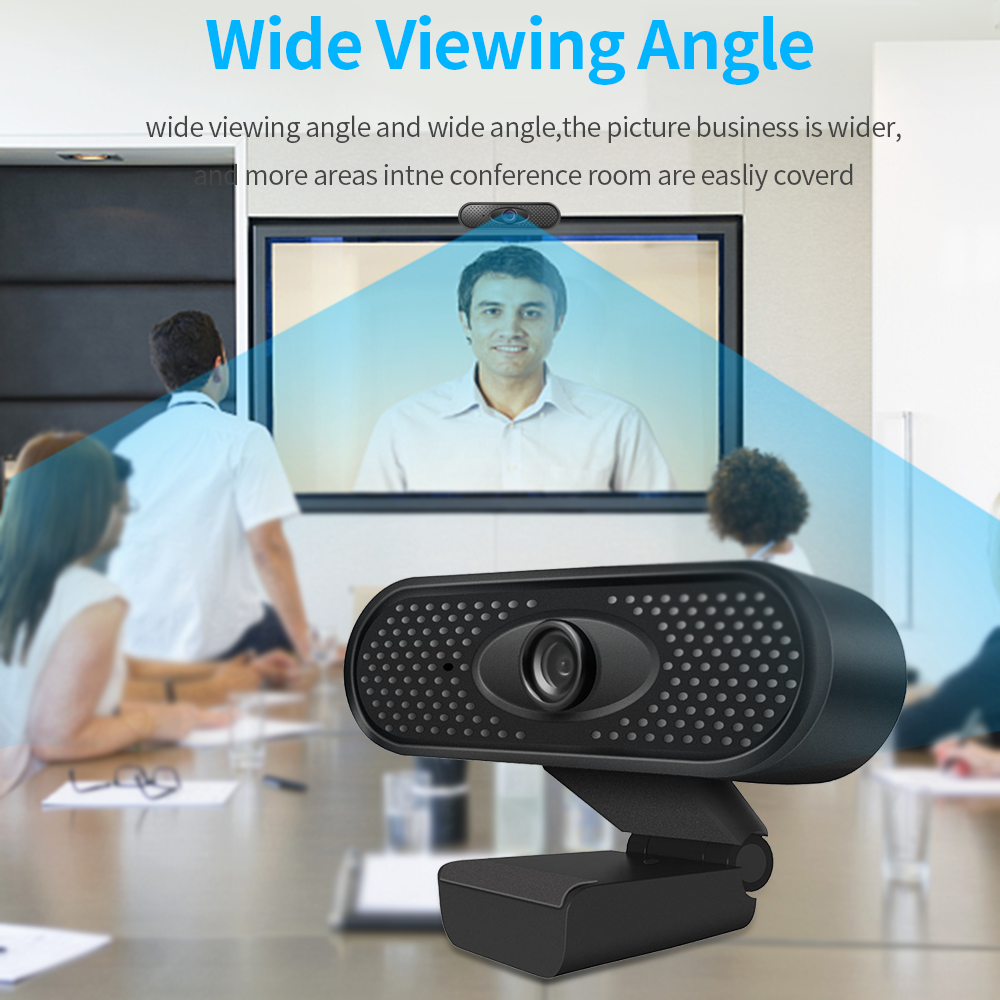 Wide Viewing Angle
wide viewing angle and wide angle,the picture business is wider,
and more areas intne conference room are easliy coverd